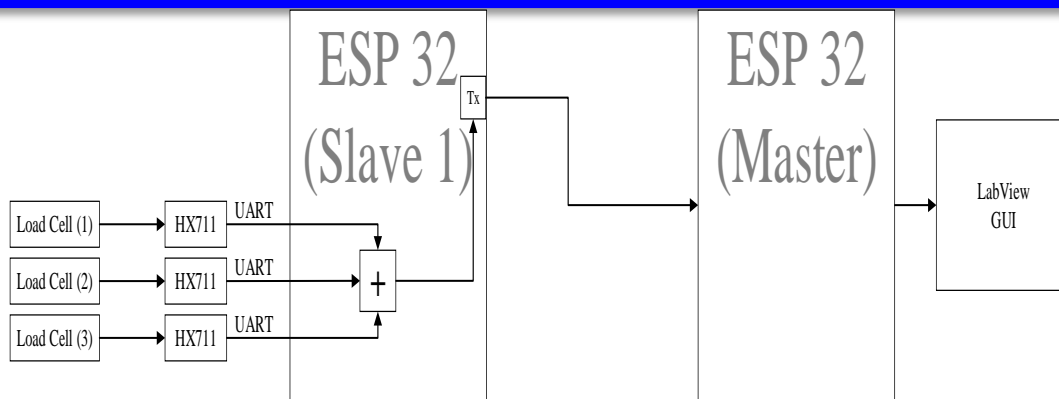 ESP 32
(Slave 1)
Tx
ESP 32
(Master)
LabView
GUI
Load Cell (1)
HX711
UART
Load Cell (2)
HX711
UART
Load Cell (3)
HX711
UART
+